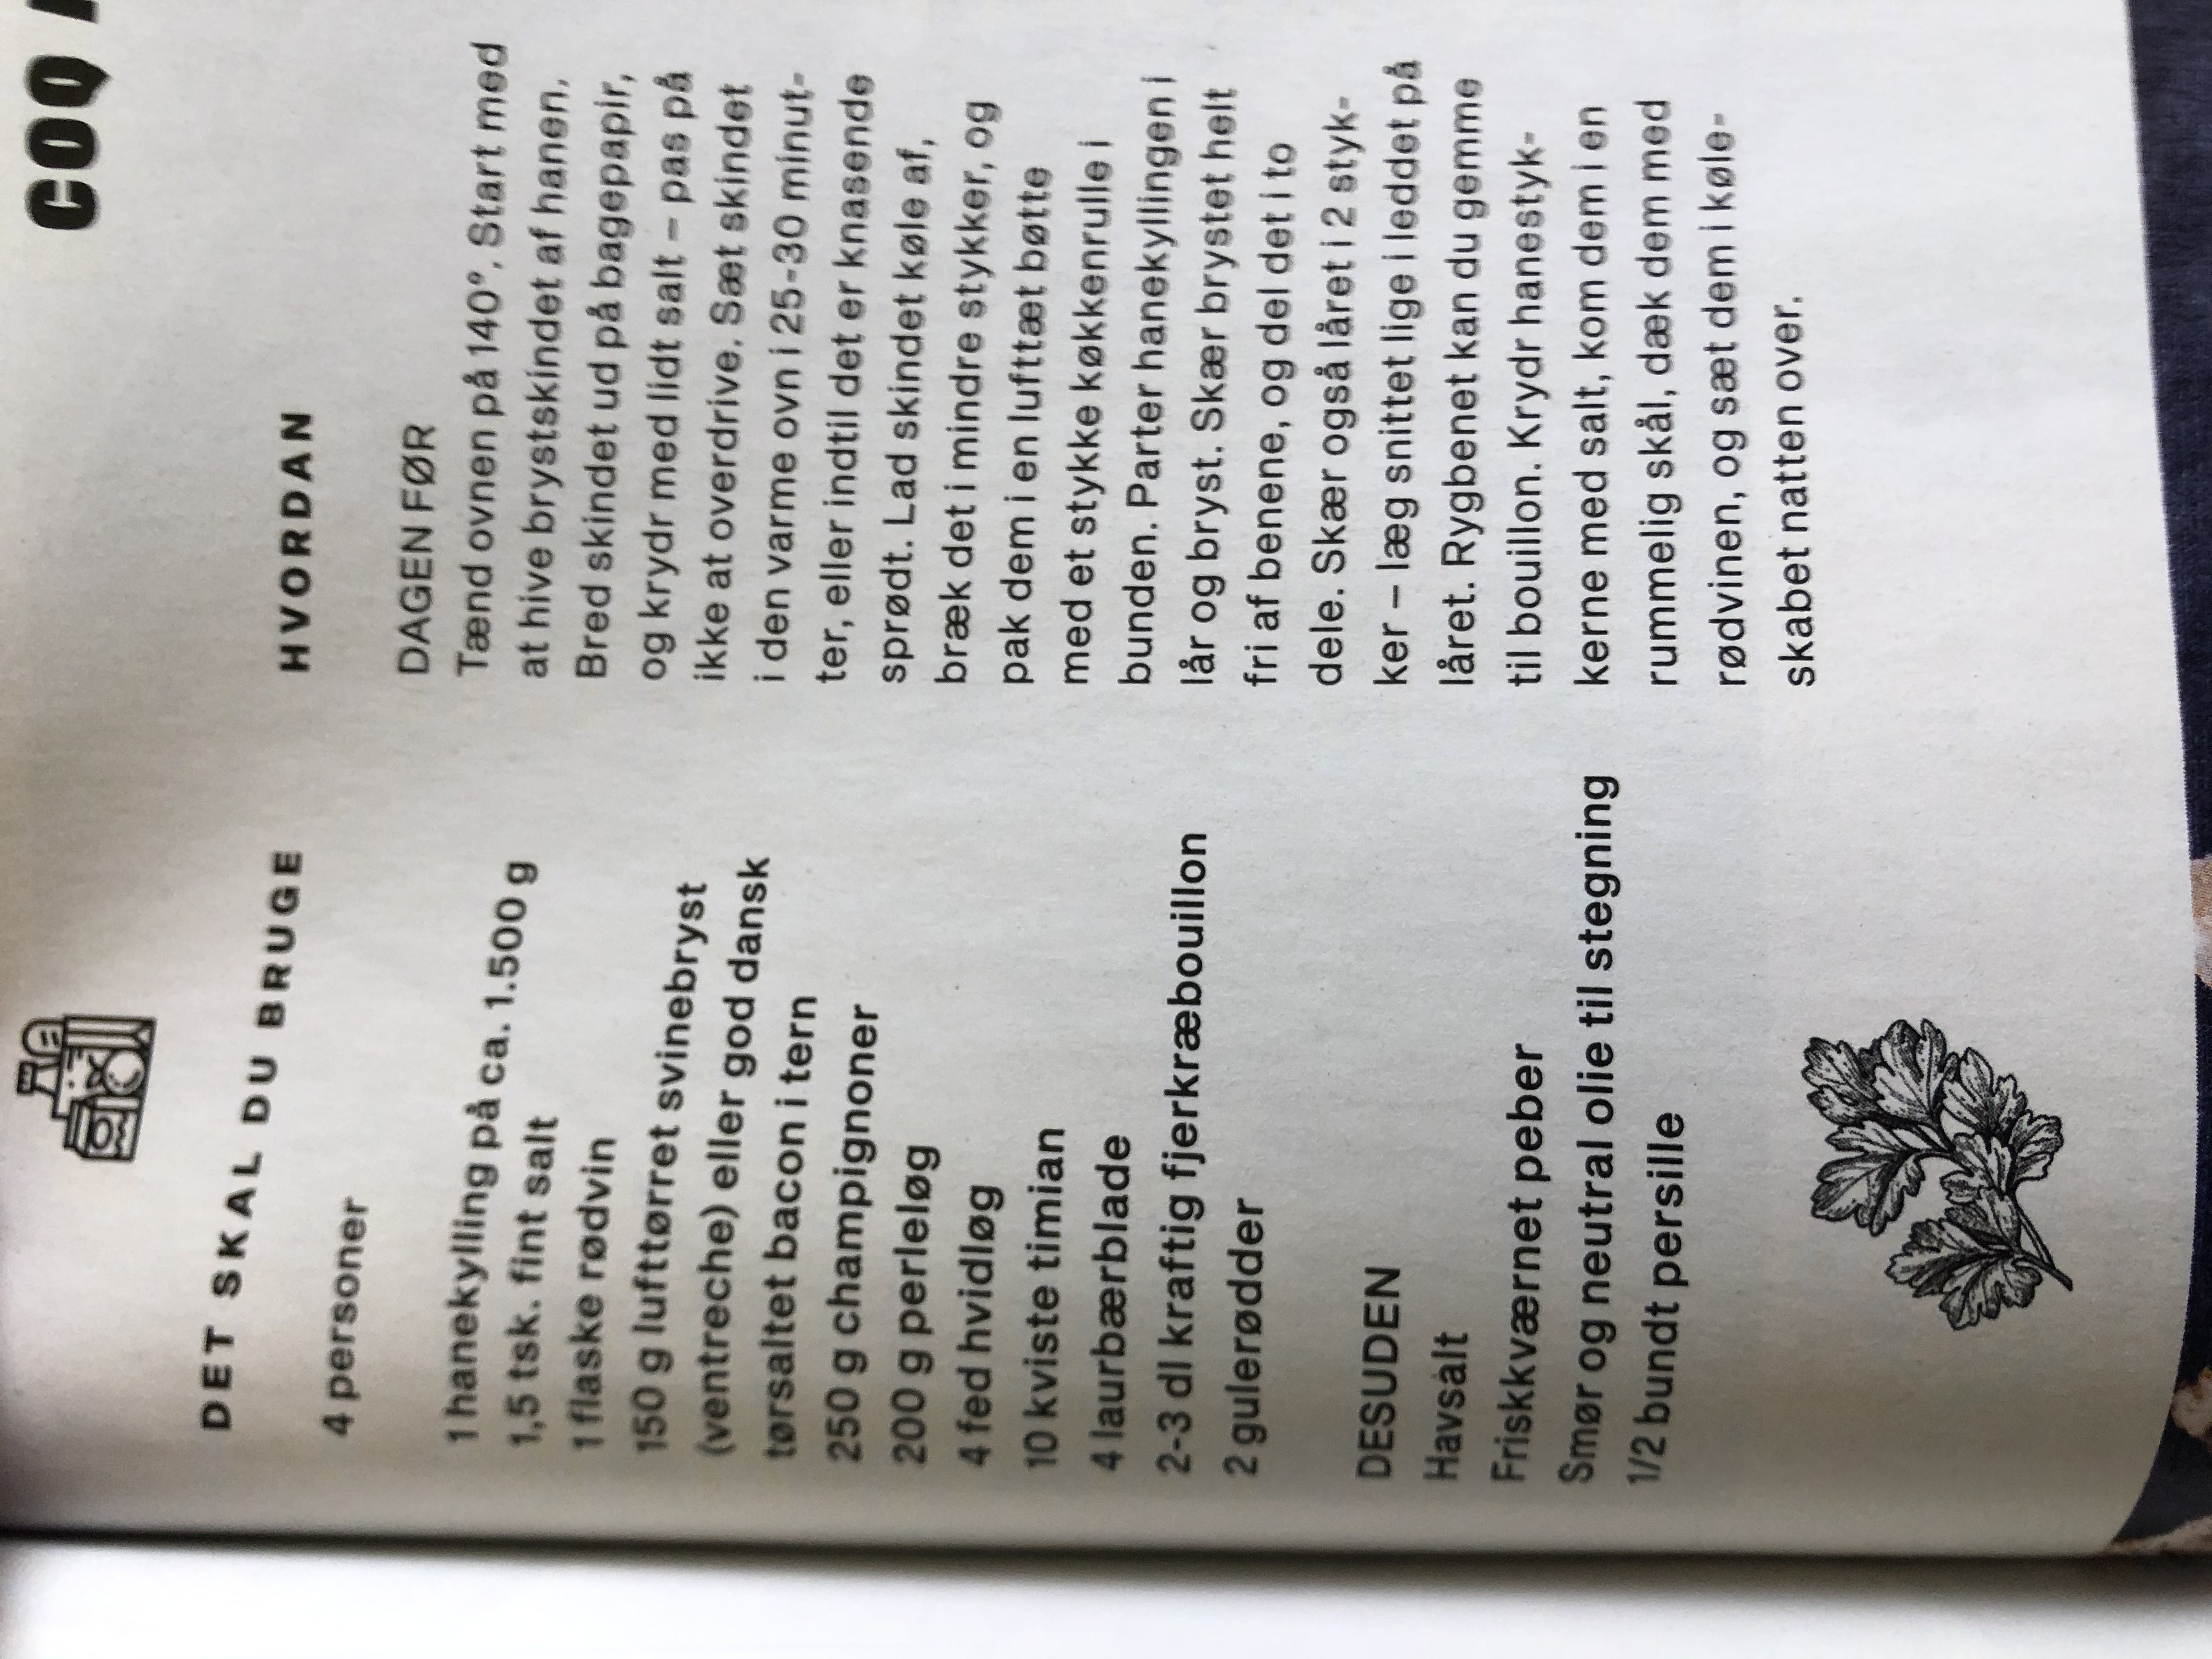 COQ
DET SKAL DU BRUGE
4 personer
1 hanekylling på ca. 1.500 g
1,5 tsk. fint salt
1 flaske rødvin
150 g lufttørret svinebryst
(ventreche) eller god dansk
tørsaltet bacon i tern
250 g champignoner
200 g perleløg
4 fed hvidløg
10 kviste timian
4 laurbærblade
2-3 dl kraftig fjerkræbouillon
2 gulerødder
DESUDEN
Havsalt
Friskkværnet peber
Smør og neutral olie til stegning
1/2 bundt persille
HVORDAN
DAGEN FØR
Tænd ovnen på 140°. Start med
at hive brystskindet af hanen.
Bred skindet ud på bagepapir,
og krydr med lidt salt – pas på
ikke at overdrive. Sæt skindet
i den varme ovn i 25-30 minut-
ter, eller indtil det er knasende
sprødt. Lad skindet køle af,
bræk det i mindre stykker, og
pak dem i en lufttæt bøtte
med et stykke køkkenrulle i
bunden. Parter hanekyllingen i
lår og bryst. Skær brystet helt
fri af benene, og del det i to
dele. Skær også låret i 2 styk-
ker – læg snittet lige i leddet på
låret. Rygbenet kan du gemme
til bouillon. Krydr hanestyk-
kerne med salt, kom dem i en
rummelig skål, dæk dem med
rødvinen, og sæt dem i køle-
skabet natten over.